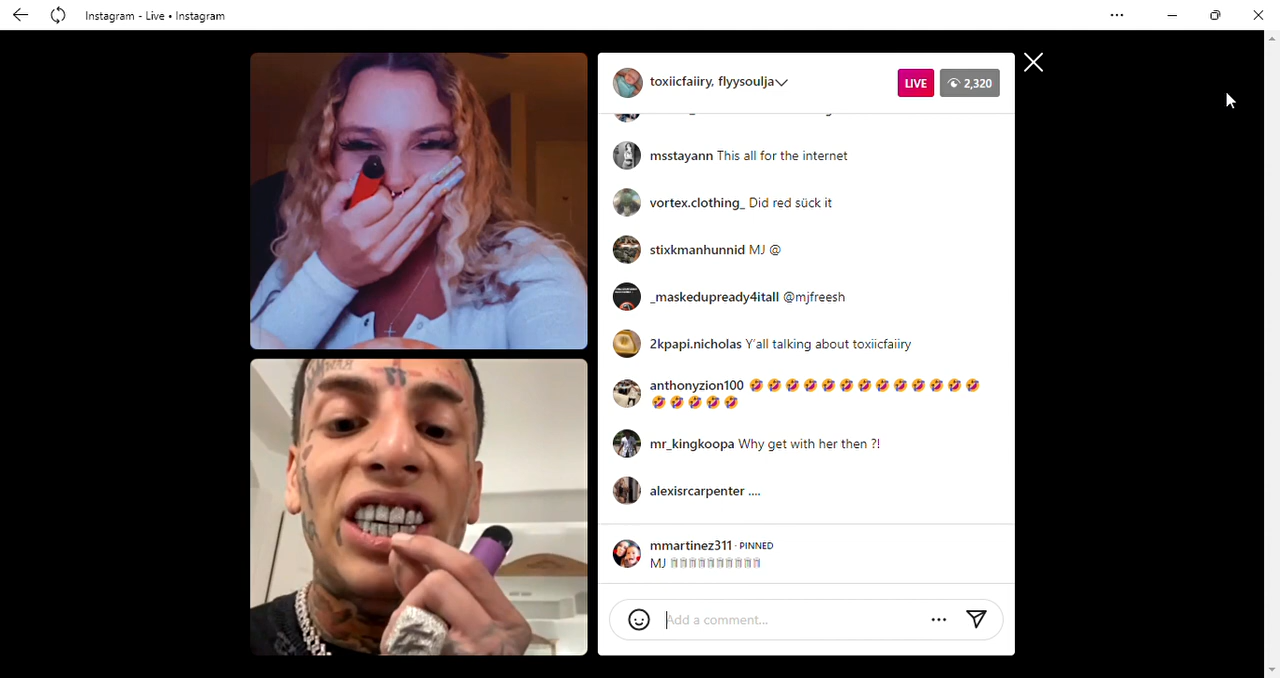 Instagram - Live • Instagram
toxiicfaiiry, flyysoulja
LIVE
2,320
msstayann This all for the internet
vortex.clothing_ Did red sück it
stixkmanhunnid MJ @
_maskedupready4itall @mjfreesh
2kpapi.nicholas Y'all talking about toxiicfaiiry
anthonyzion100 🤣🤣🤣🤣🤣🤣🤣🤣🤣🤣🤣🤣🤣
🤣🤣🤣🤣🤣
mr_kingkoopa Why get with her then ?!
alexisrcarpenter ....
mmartinez311 · PINNED
MJ 🗑🗑🗑🗑🗑🗑🗑🗑🗑🗑
Add a comment...